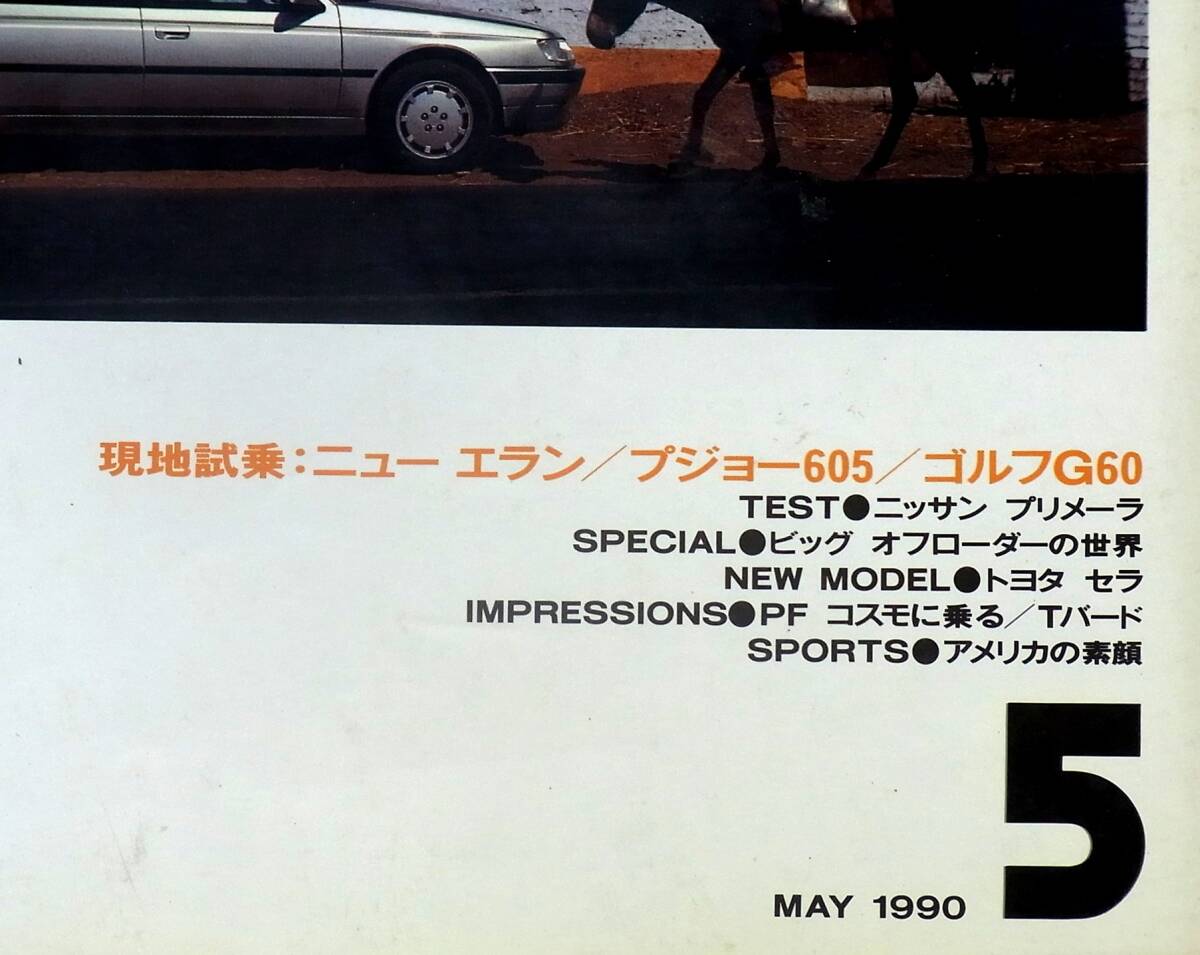 現地試乗:ニュー エラン／プジョー605／ゴルフG60
TEST●ニッサン プリメーラ
SPECIAL●ビッグ オフローダーの世界
NEW MODEL●トヨタ セラ
IMPRESSIONS●PF コスモに乗る／Tバード
SPORTS●アメリカの素顔
5
MAY 1990